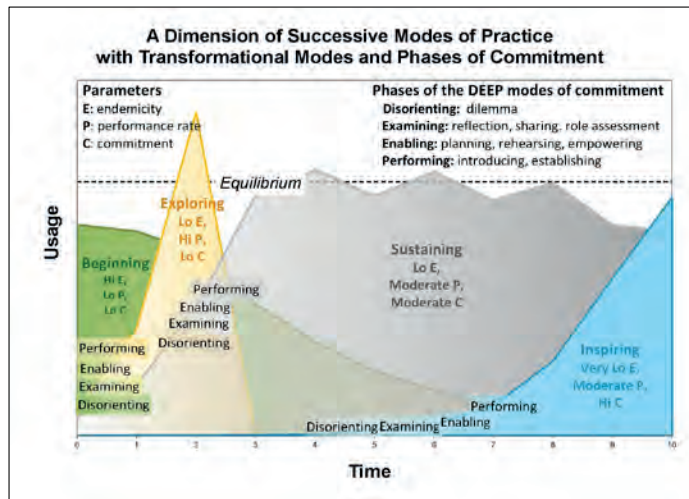 A Dimension of Successive Modes of Practice
with Transformational Modes and Phases of Commitment
Parameters
E: endemicity
P: performance rate
C: commitment
Phases of the DEEP modes of commitment
Disorienting: dilemma
Examining: reflection, sharing. role assessment
Enabling: planning, rehearsing, empowering
Performing: introducing, establishing
Equilibrium
Usage
Beginning
Hi E,
Lo P,
Lo C
Exploring
Lo E,
Hi P,
Lo C
Sustaining
Lo E,
Moderate P,
Moderate C
Inspiring
Very Lo E,
Moderate P,
Hi C
Performing
Enabling
Examining
Disorienting
Performing
Enabling
Examining
Disorienting
Performing
Enabling
Examining
Disorienting
0 1 2 3 4 5 6 7 8 9 10
Time